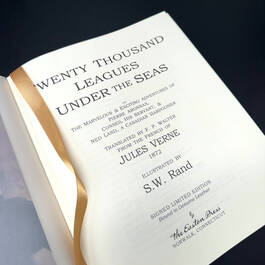 WENTY THOUSAND
LEAGUES
UNDER THE SEAS
OR
THE MARVELOUS & EXCITING ADVENTURES OF
PIERRE ARONNAX,
CONSEIL HIS SERVANT, &
NED LAND, A CANADIAN HARPOONER
TRANSLATED BY F. P. WALTER
FROM THE FRENCH OF
JULES VERNE
1872
ILLUSTRATED BY
S.W. Rand
SIGNED LIMITED EDITION
Bound in Genuine Leather
The Easton Press
NORWALK, CONNECTICUT